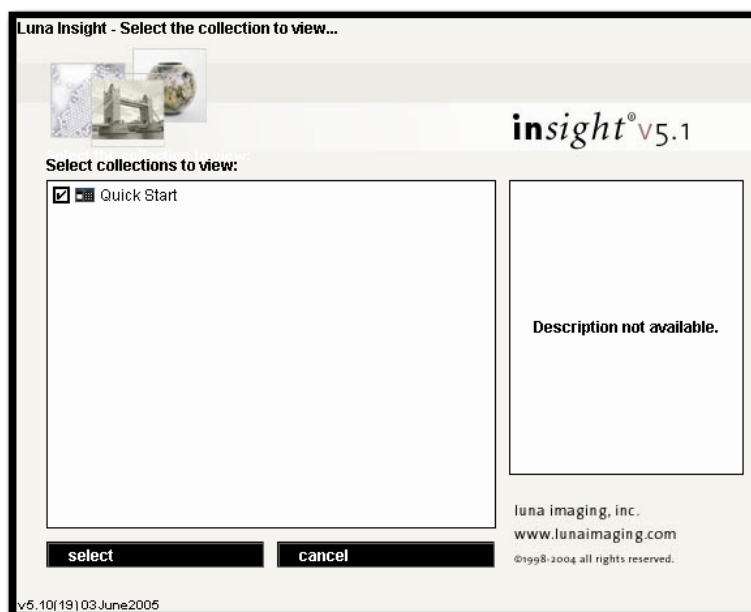 Luna Insight - Select the collection to view...
insight® v5.1
Select collections to view:
Quick Start
Description not available.
luna imaging, inc.
www.lunaimaging.com
©1998-2004 all rights reserved.
select
cancel
v5.10(19) 03 June2005